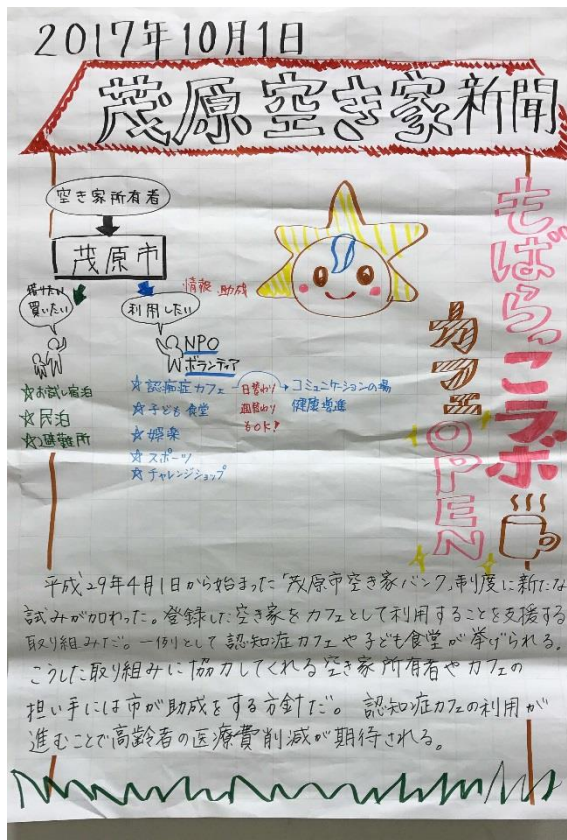 2017年10月1日
茂原空き家新聞
もばらっこラボ
場フェOPEN
空き家所有者
茂原市
借りたい
買いたい
利用したい
情報 助成
NPO
ボランティア
☆お試し宿泊
☆民泊
☆避難所
☆認知症カフェ
☆子ども食堂
☆娯楽
☆スポーツ
☆チャレンジショップ
日替わり
週替わり
もOK!
コミュニケーションの場
健康増進
平成29年4月1日から始まった「茂原市空き家バンク」制度に新たな
試みが加わった。登録した空き家をカフェとして利用することを支援する
取り組みだ。一例として認知症カフェや子ども食堂が挙げられる。
こうした取り組みに協力してくれる空き家所有者やカフェの
担い手には市が助成をする方針だ。認知症カフェの利用が
進むことで高齢者の医療費削減が期待される。